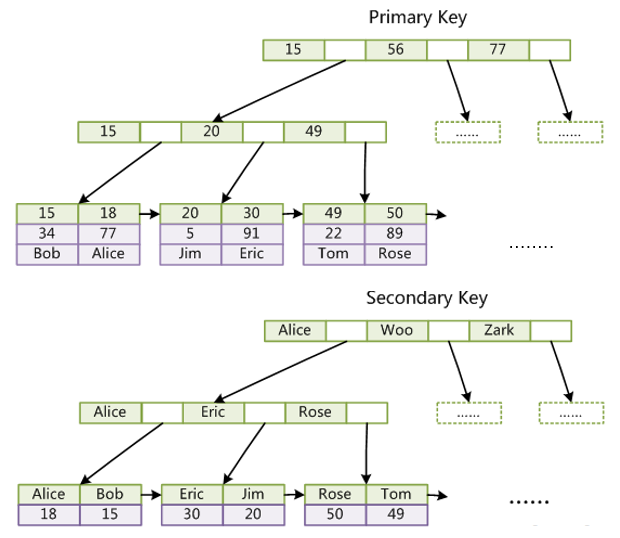 Primary Key
15 56 77
15 20 49 ...... ......
15 18 20 30 49 50
34 77 5 91 22 89
Bob Alice Jim Eric Tom Rose ........
Secondary Key
Alice Woo Zark
Alice Eric Rose ...... ......
Alice Bob Eric Jim Rose Tom ......
18 15 30 20 50 49